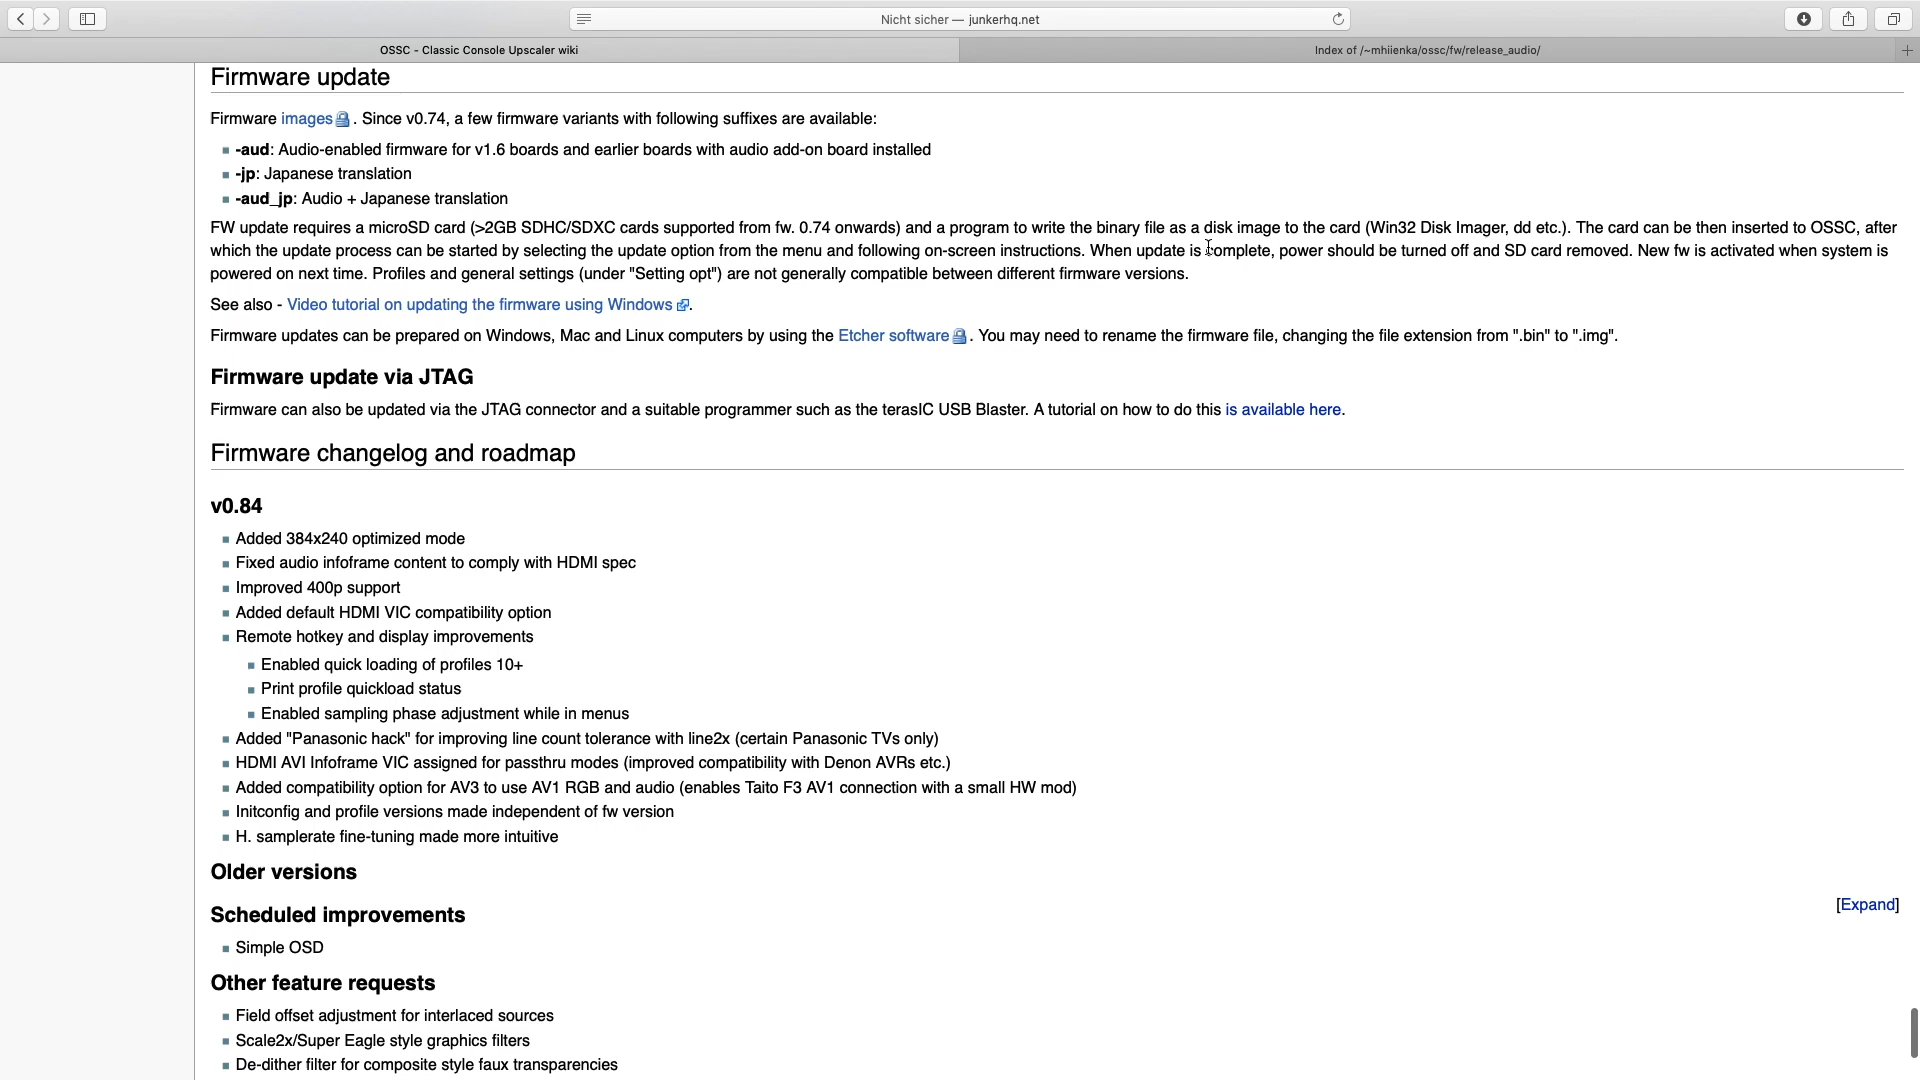 Nicht sicher — junkerhq.net
OSSC - Classic Console Upscaler wiki
Index of /~mhiienka/ossc/fw/release_audio/
Firmware update
Firmware images. Since v0.74, a few firmware variants with following suffixes are available:
-aud: Audio-enabled firmware for v1.6 boards and earlier boards with audio add-on board installed
-jp: Japanese translation
-aud_jp: Audio + Japanese translation
FW update requires a microSD card (>2GB SDHC/SDXC cards supported from fw. 0.74 onwards) and a program to write the binary file as a disk image to the card (Win32 Disk Imager, dd etc.). The card can be then inserted to OSSC, after
which the update process can be started by selecting the update option from the menu and following on-screen instructions. When update is complete, power should be turned off and SD card removed. New fw is activated when system is
powered on next time. Profiles and general settings (under "Setting opt") are not generally compatible between different firmware versions.
See also - Video tutorial on updating the firmware using Windows.
Firmware updates can be prepared on Windows, Mac and Linux computers by using the Etcher software. You may need to rename the firmware file, changing the file extension from ".bin" to ".img".
Firmware update via JTAG
Firmware can also be updated via the JTAG connector and a suitable programmer such as the terasIC USB Blaster. A tutorial on how to do this is available here.
Firmware changelog and roadmap
v0.84
Added 384x240 optimized mode
Fixed audio infoframe content to comply with HDMI spec
Improved 400p support
Added default HDMI VIC compatibility option
Remote hotkey and display improvements
Enabled quick loading of profiles 10+
Print profile quickload status
Enabled sampling phase adjustment while in menus
Added "Panasonic hack" for improving line count tolerance with line2x (certain Panasonic TVs only)
HDMI AVI Infoframe VIC assigned for passthru modes (improved compatibility with Denon AVRs etc.)
Added compatibility option for AV3 to use AV1 RGB and audio (enables Taito F3 AV1 connection with a small HW mod)
Initconfig and profile versions made independent of fw version
H. samplerate fine-tuning made more intuitive
Older versions
[Expand]
Scheduled improvements
Simple OSD
Other feature requests
Field offset adjustment for interlaced sources
Scale2x/Super Eagle style graphics filters
De-dither filter for composite style faux transparencies